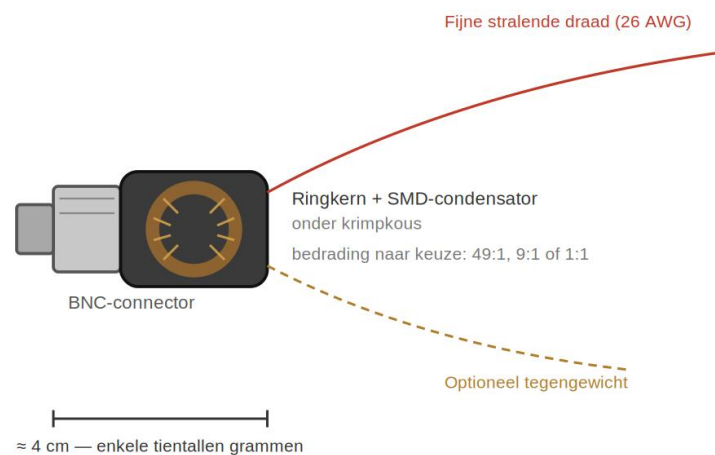 Fijne stralende draad (26 AWG)
Ringkern + SMD-condensator
onder krimpkous
bedrading naar keuze: 49:1, 9:1 of 1:1
BNC-connector
Optioneel tegengewicht
≈ 4 cm — enkele tientallen grammen